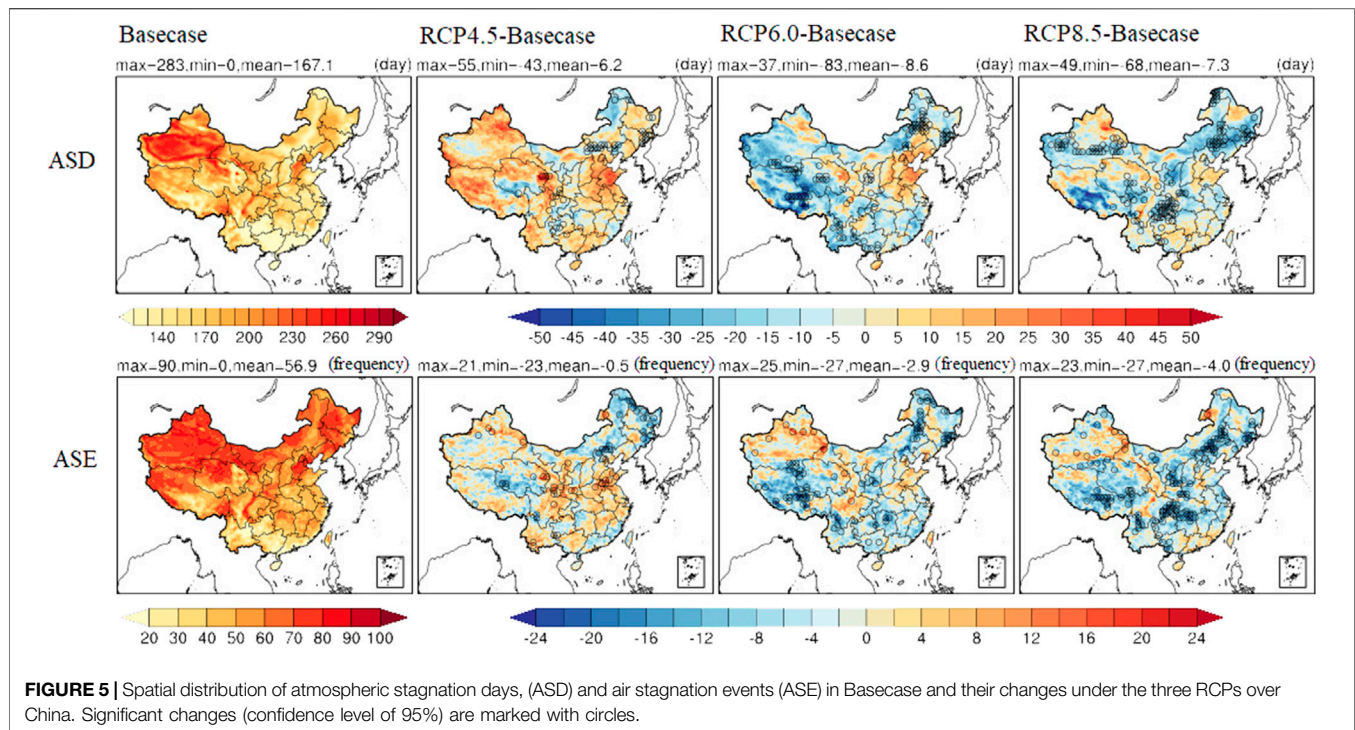 Basecase RCP4.5-Basecase RCP6.0-Basecase RCP8.5-Basecase
max=283,min=0,mean=167.1 (day) max=55,min=-43,mean=6.2 (day) max=37,min=-83,mean=-8.6 (day) max=49,min=-68,mean=-7.3 (day)
ASD
140 170 200 230 260 290 -50 -45 -35 -30 -25 -20 -15 -10 -5 0 5 10 15 20 25 30 35 40 45 50
max=90,min=0,mean=56.9 (frequency) max=21,min=-23,mean=-0.5 (frequency) max=25,min=-27,mean=-2.9 (frequency) max=23,min=-27,mean=-4.0 (frequency)
ASE
20 30 40 50 60 70 80 90 100 -24 -20 -16 -12 -8 -4 0 4 8 12 16 20 24
FIGURE 5 | Spatial distribution of atmospheric stagnation days, (ASD) and air stagnation events (ASE) in Basecase and their changes under the three RCPs over
China. Significant changes (confidence level of 95%) are marked with circles.